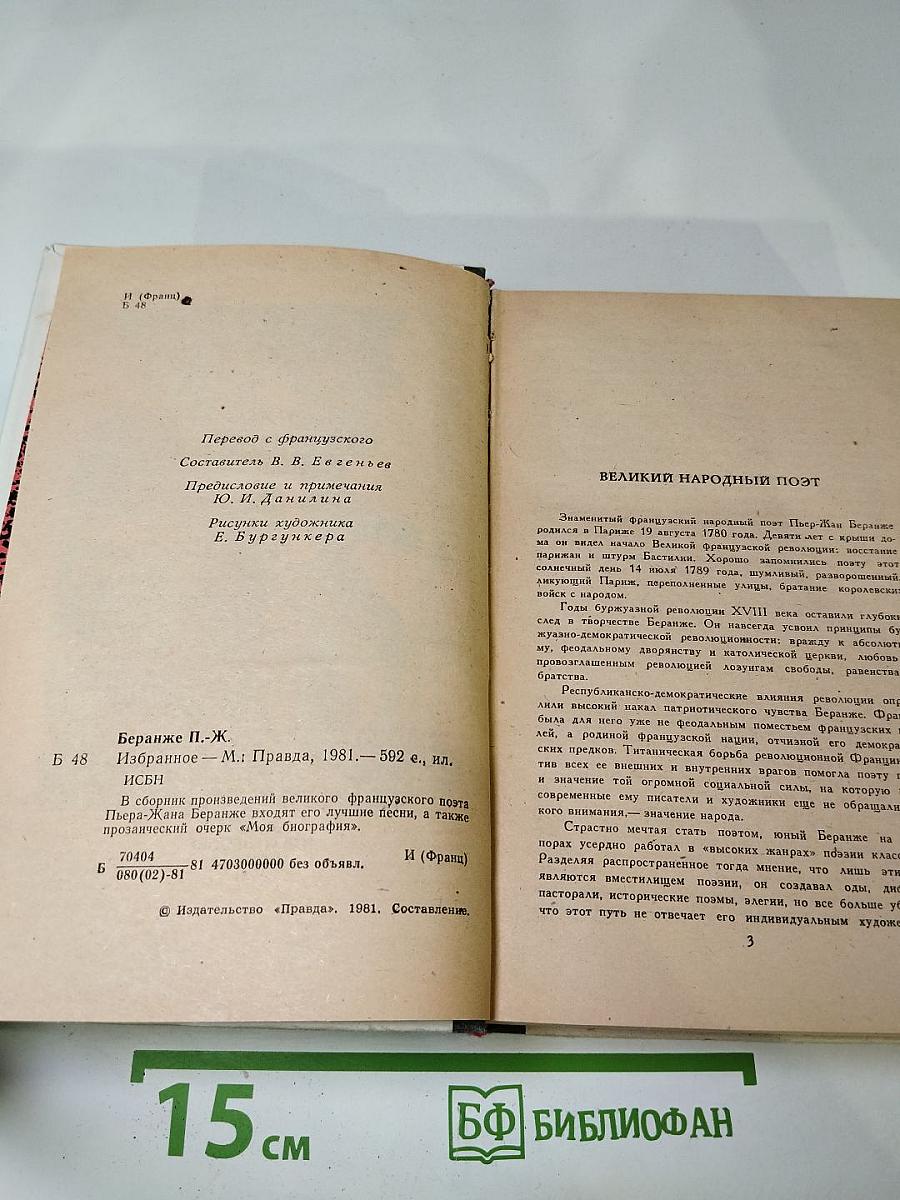 И (Франц)
Б 48
Перевод с французского
Составитель В. В. Евгеньев
Предисловие и примечания
Ю. И. Данилина
Рисунки художника
Е. Бургункера
Беранже П.-Ж.
Б 48 Избранное — М.: Правда, 1981.— 592 с., ил.
ИСБН
В сборник произведений великого французского поэта
Пьера-Жана Беранже входят его лучшие песни, а также
прозаический очерк «Моя биография».
Б 70404
080(02)-81 81 4703000000 без объявл. И (Франц)
© Издательство «Правда». 1981. Составление.
ВЕЛИКИЙ НАРОДНЫЙ ПОЭТ
Знаменитый французский народный поэт Пьер-Жан Беранже
родился в Париже 19 августа 1780 года. Девяти лет с крыши до-
ма он видел начало Великой Французской революции: восстание
парижан и штурм Бастилии. Хорошо запомнились поэту этот
солнечный день 14 июля 1789 года, шумливый, развороченный,
ликующий Париж, переполненные улицы, братание королевских
войск с народом.
Годы буржуазной революции XVIII века оставили глубок
след в творчестве Беранже. Он навсегда усвоил принципы бу
жуазно-демократической революционности: вражду к абсолют
му, феодальному дворянству и католической церкви, любовь
провозглашенным революцией лозунгам свободы, равенства
братства.
Республиканско-демократические влияния революции опр
лили высокий накал патриотического чувства Беранже. Фра
была для него уже не феодальным поместьем французских
лей, а родиной французской нации, отчизной его демокра
ских предков. Титаническая борьба революционной Франци
тив всех ее внешних и внутренних врагов помогла поэту п
и значение той огромной социальной силы, на которую
современные ему писатели и художники еще не обращали
кого внимания,— значение народа.
Страстно мечтая стать поэтом, юный Беранже на
порах усердно работал в «высоких жанрах» поэзии класс
Разделяя распространенное тогда мнение, что лишь эти
являются вместилищем поэзии, он создавал оды, ди
пасторали, исторические поэмы, элегии, но все больше уб
что этот путь не отвечает его индивидуальным художе
3
15 см
БФ БИБЛИОФАН